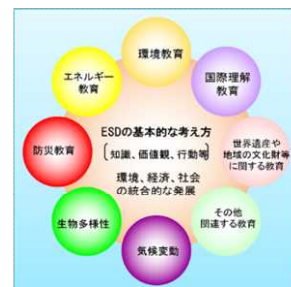 環境教育
国際理解
教育
世界遺産や
地域の文化財等
に関する教育
その他
関連する教育
気候変動
生物多様性
防災教育
エネルギー
教育
ESDの基本的な考え方
〔知識、価値観、行動等〕
環境、経済、社会
の統合的な発展